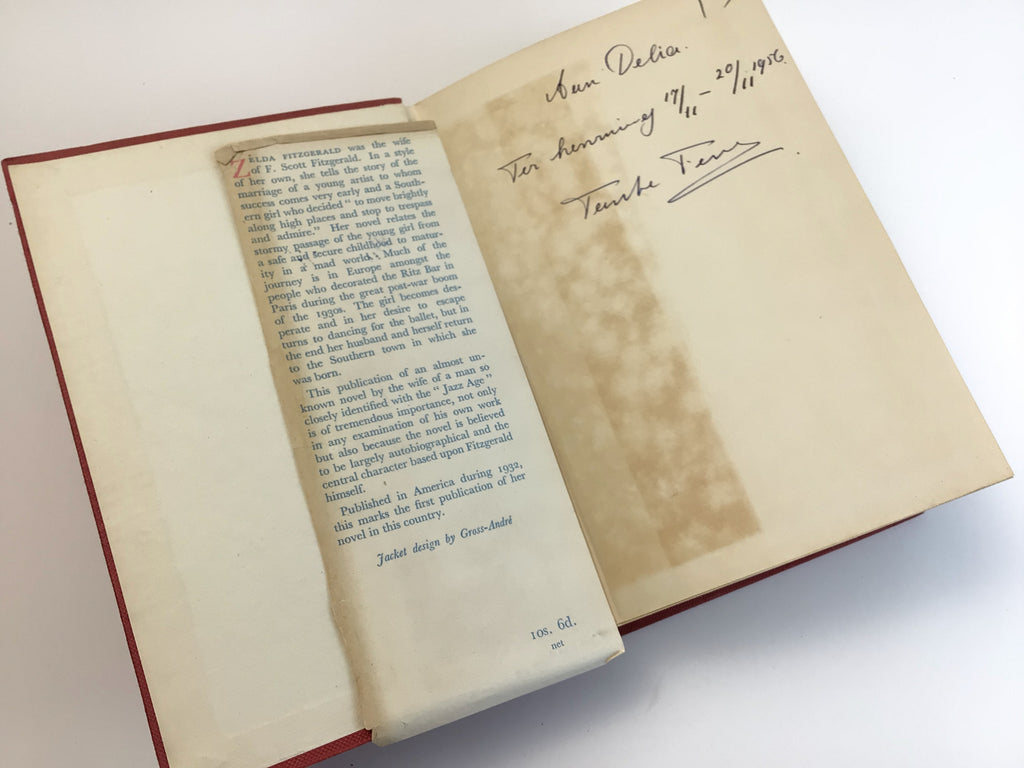 ZELDA FITZGERALD was the wife
of F. Scott Fitzgerald. In a style
of her own, she tells the story of the
marriage of a young artist to whom
success comes very early and a South-
ern girl who decided “ to move brightly
along high places and stop to trespass
and admire.” Her novel relates the
stormy passage of the young girl from
a safe and secure childhood to matur-
ity in a mad world. Much of the
journey is in Europe amongst the
people who decorated the Ritz Bar in
Paris during the great post-war boom
of the 1930s. The girl becomes des-
perate and in her desire to escape
turns to dancing for the ballet, but in
the end her husband and herself return
to the Southern town in which she
was born.
This publication of an almost un-
known novel by the wife of a man so
closely identified with the “ Jazz Age ”
is of tremendous importance, not only
in any examination of his own work
but also because the novel is believed
to be largely autobiographical and the
central character based upon Fitzgerald
himself.
Published in America during 1932,
this marks the first publication of her
novel in this country.
Jacket design by Gross-André
10s. 6d.
net
Aan Delia.
Ter herinnering 17/11 – 20/11 1956
Tante